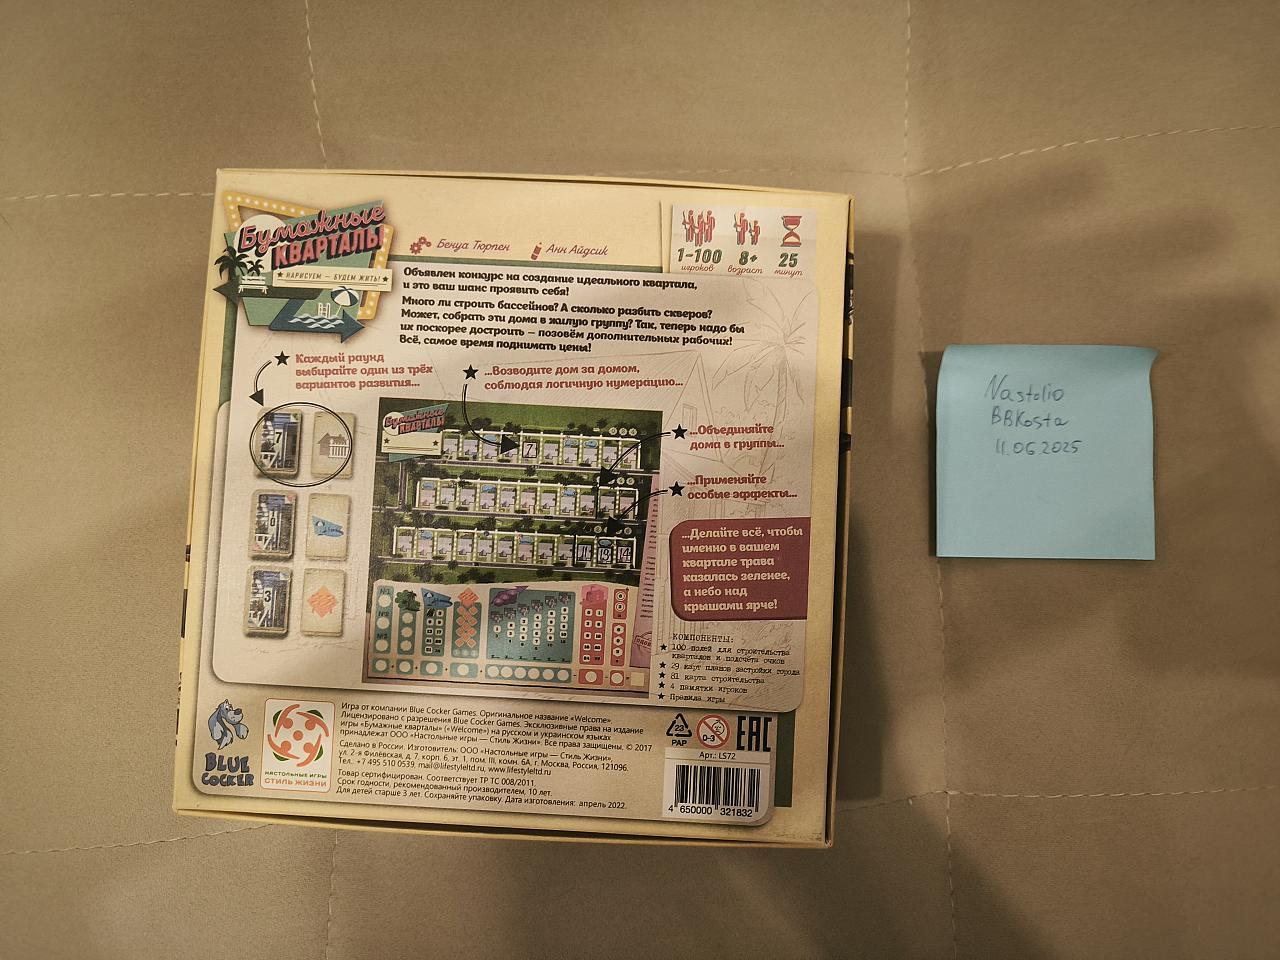 Бумажные
КВАРТАЛЫ
НАРИСУЕМ — БУДЕМ ЖИТЬ!
Бенуа Тюрпен
Анн Айдсик
1-100
игроков
8+
возраст
25
минут
Объявлен конкурс на создание идеального квартала,
и это ваш шанс проявить себя!
Много ли строить бассейнов? А сколько разбить скверов?
Может, собрать эти дома в жилую группу? Так, теперь надо бы
их поскорее достроить — позовём дополнительных рабочих!
Всё, самое время поднимать цены!
Каждый раунд
выбирайте один из трёх
вариантов развития...
...Возводите дом за домом,
соблюдая логичную нумерацию...
...Объединяйте
дома в группы...
...Применяйте
особые эффекты...
...Делайте всё, чтобы
именно в вашем
квартале трава
казалась зеленее,
а небо над
крышами ярче!
7
10
3
Бумажные
КВАРТАЛЫ
7
11 13 14
КОМПОНЕНТЫ:
100 полей для строительства
кварталов и подсчёта очков
29 карт планов застройки города
81 карта строительства
4 памятки игроков
Правила игры
BLUE
COCKER
НАСТОЛЬНЫЕ ИГРЫ
СТИЛЬ ЖИЗНИ
Игра от компании Blue Cocker Games. Оригинальное название «Welcome».
Лицензировано с разрешения Blue Cocker Games. Эксклюзивные права на издание
игры «Бумажные кварталы» («Welcome») на русском и украинском языках
принадлежат ООО «Настольные игры — Стиль Жизни». Все права защищены. © 2017
Сделано в России. Изготовитель: ООО «Настольные игры — Стиль Жизни»,
ул. 2-я Филёвская, д. 7, корп. 6, эт. 1, пом. III, комн. 6А, г. Москва, Россия, 121096.
Тел.: +7 495 510 0539, mail@lifestyleltd.ru, www.lifestyleltd.ru
Товар сертифицирован. Соответствует ТР ТС 008/2011.
Срок годности, рекомендованный производителем, 10 лет.
Для детей старше 3 лет. Сохраняйте упаковку. Дата изготовления: апрель 2022.
23
PAP
0-3
EAC
Арт.: LS72
4 650000 321832
Nastolio
BBKosta
11.06.2025